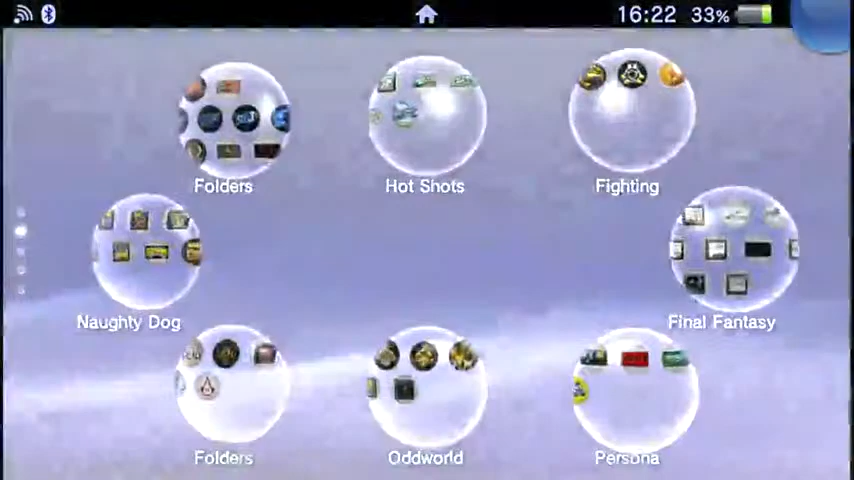 16:22 33%
Folders
Hot Shots
Fighting
Naughty Dog
Final Fantasy
Folders
Oddworld
Persona